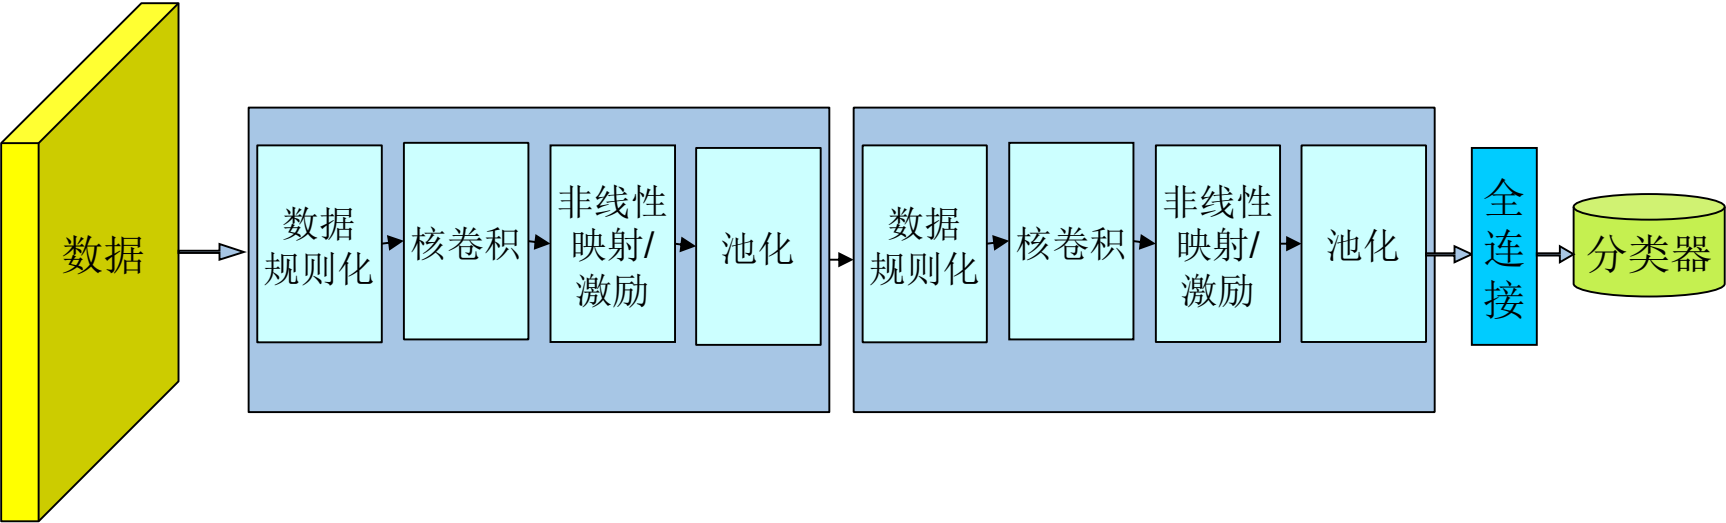 数据
数据
规则化
核卷积
非线性
映射/
激励
池化
数据
规则化
核卷积
非线性
映射/
激励
池化
全
连
接
分类器